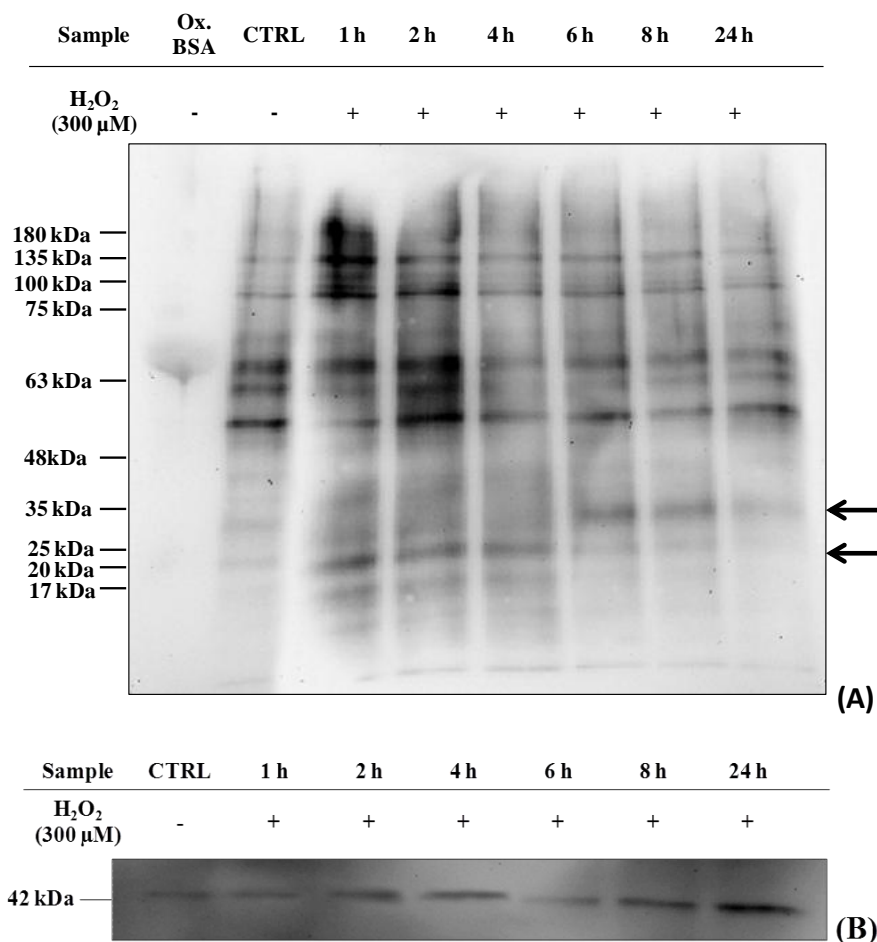 Sample Ox. BSA CTRL 1 h 2 h 4 h 6 h 8 h 24 h
H₂O₂ (300 µM) - - + + + + + +
180 kDa
135 kDa
100 kDa
75 kDa
63 kDa
48kDa
35 kDa
25 kDa
20 kDa
17 kDa
(A)
Sample CTRL 1 h 2 h 4 h 6 h 8 h 24 h
H₂O₂ (300 µM) - + + + + + +
42 kDa
(B)